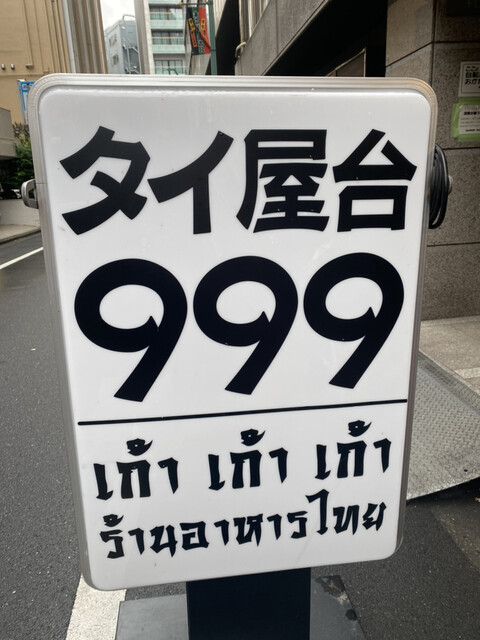 タイ屋台
999
เก้า เก้า เก้า
ร้านอาหารไทย